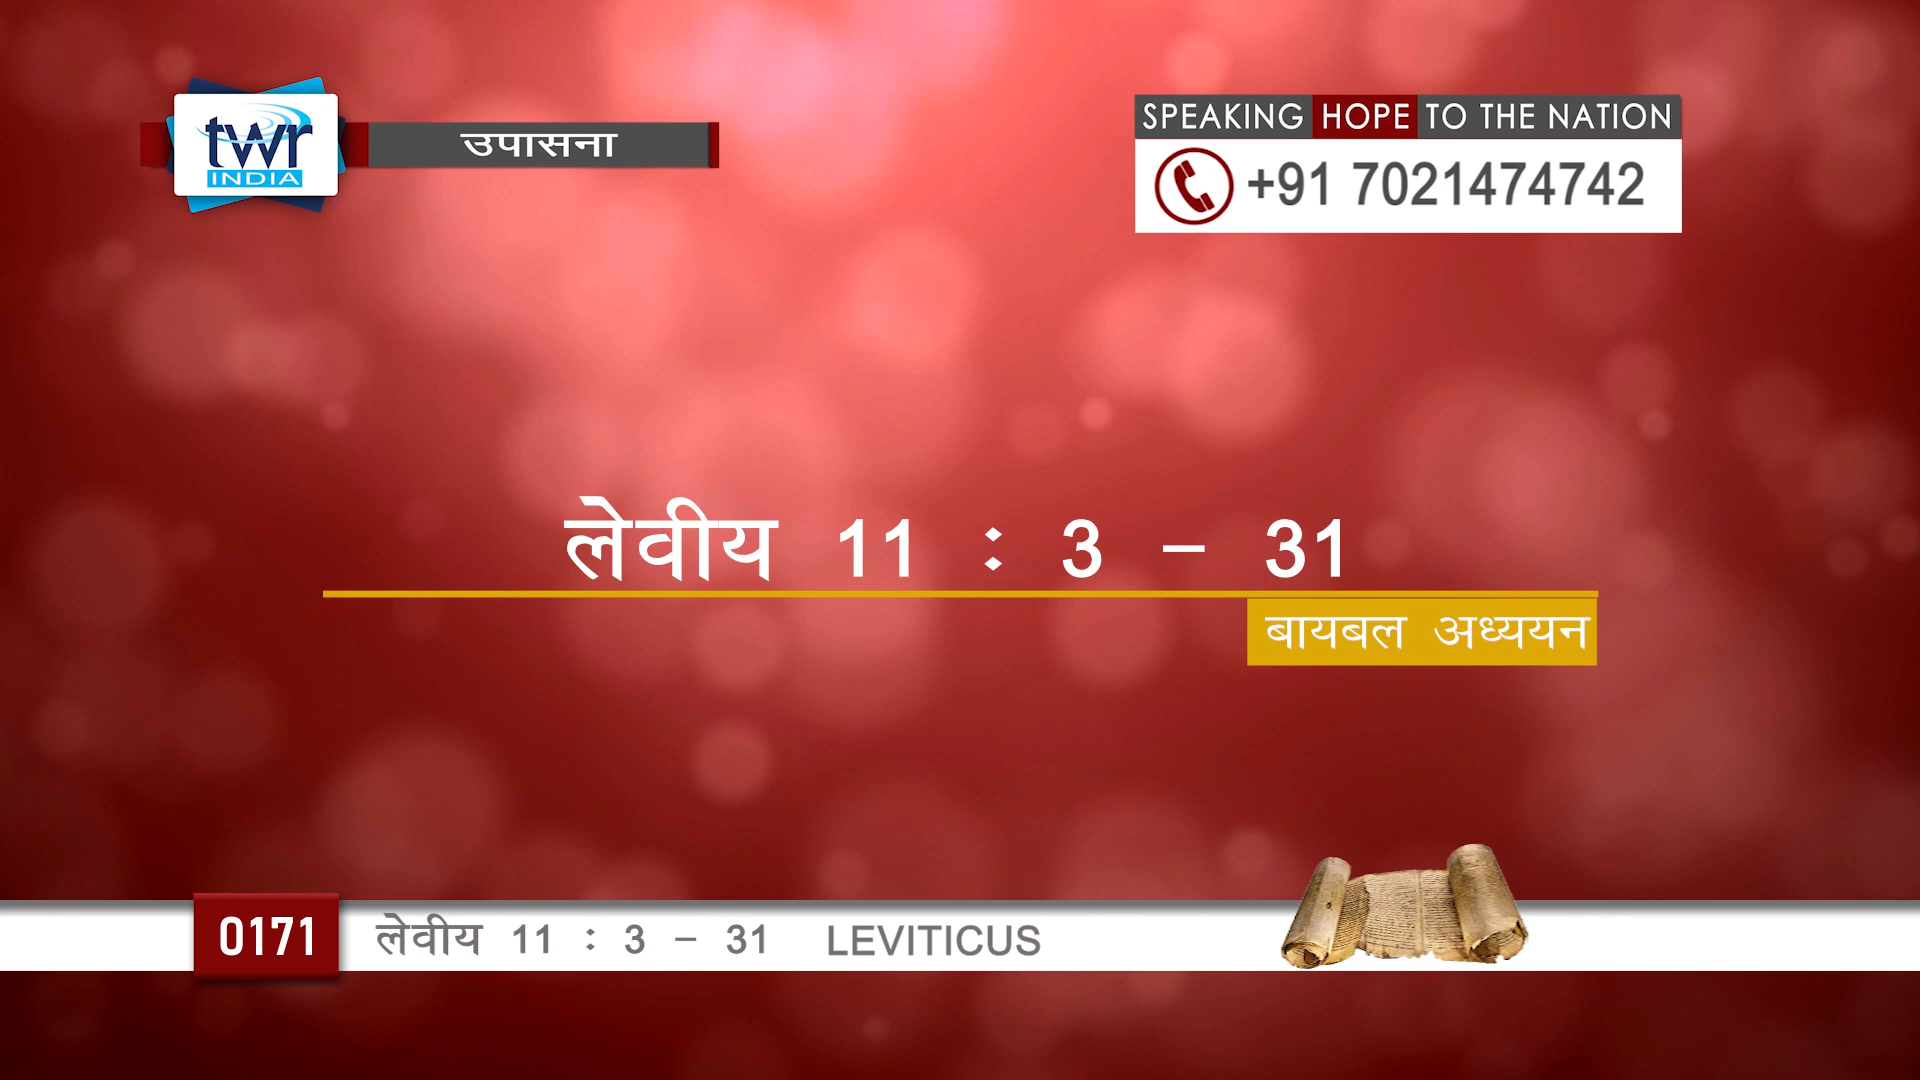 twr
INDIA
उपासना
SPEAKING HOPE TO THE NATION
+91 7021474742
लेवीय 11 : 3 - 31
बायबल अध्ययन
0171 लेवीय 11 : 3 - 31 LEVITICUS